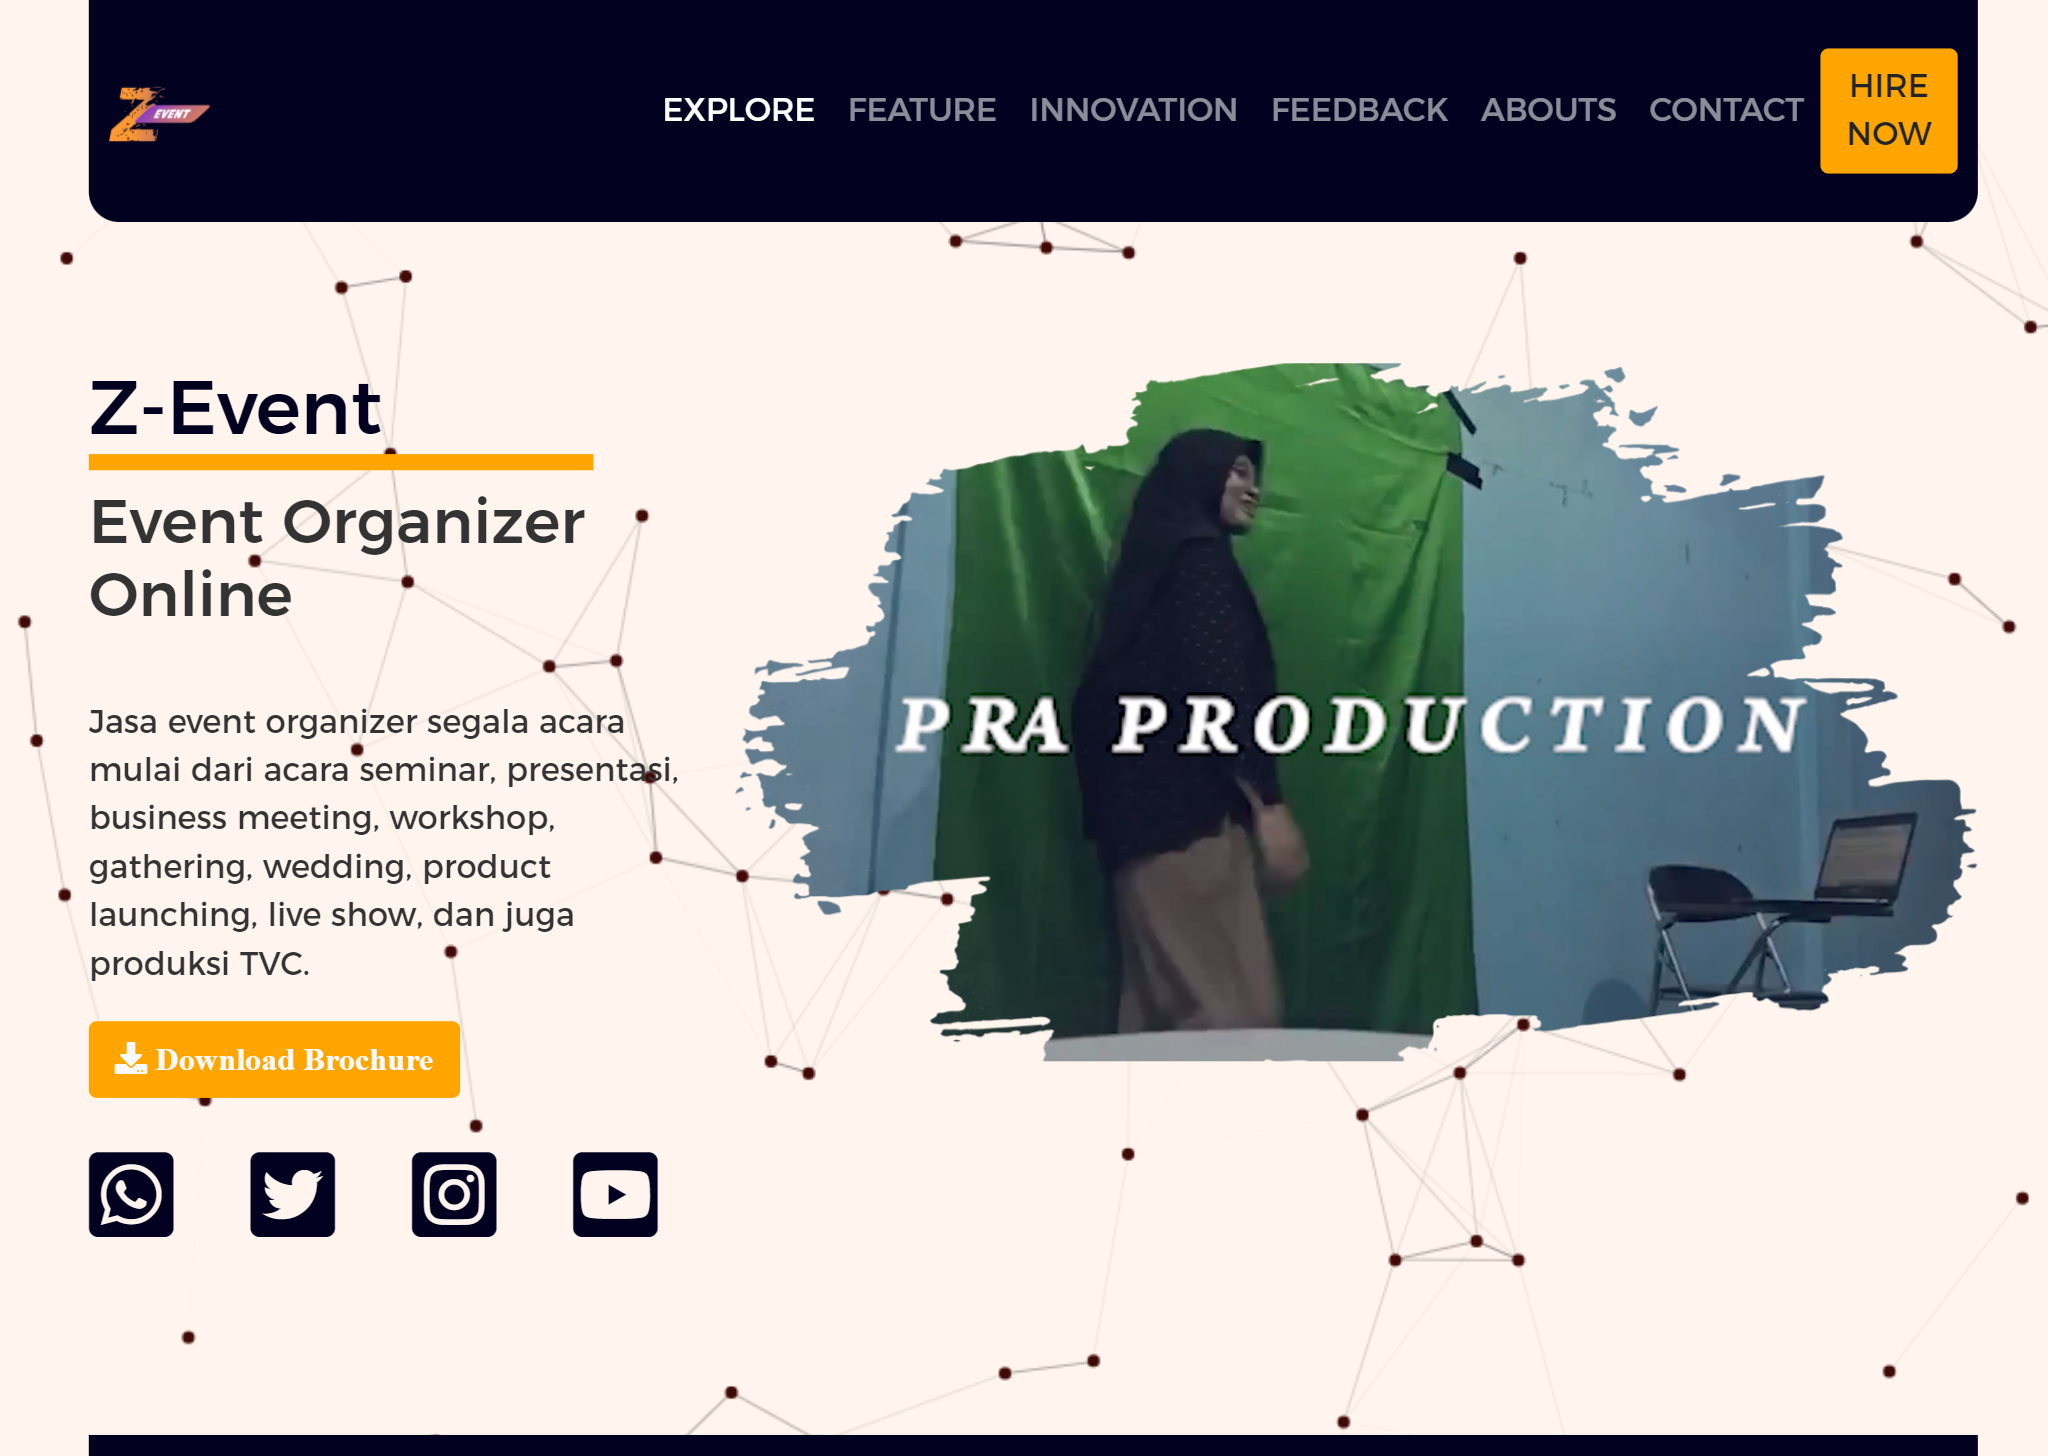 Z EVENT
EXPLORE FEATURE INNOVATION FEEDBACK ABOUTS CONTACT
HIRE
NOW
Z-Event
Event Organizer
Online
Jasa event organizer segala acara
mulai dari acara seminar, presentasi,
business meeting, workshop,
gathering, wedding, product
launching, live show, dan juga
produksi TVC.
Download Brochure
PRA PRODUCTION